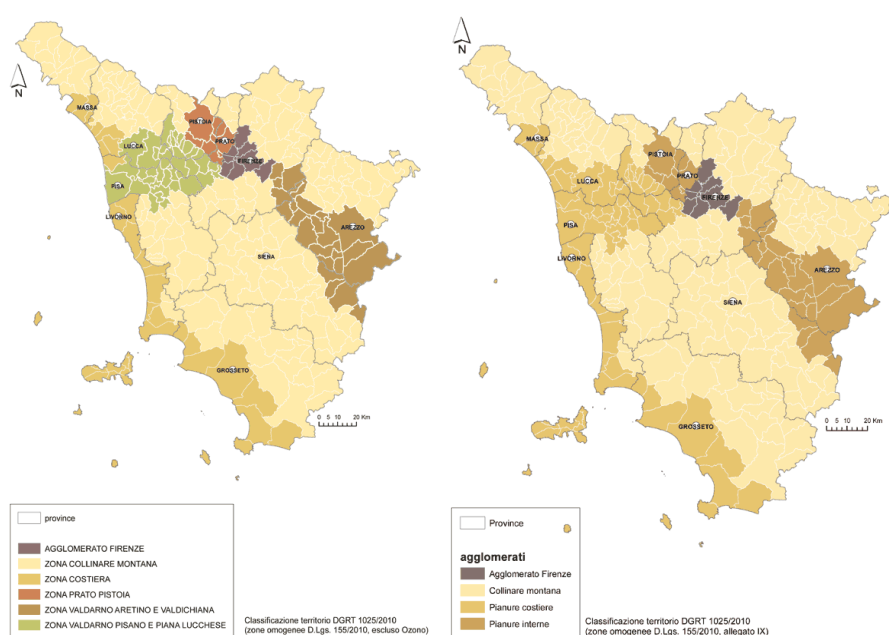 N
MASSA
PISTOIA
LUCCA
PRATO
FIRENZE
PISA
LIVORNO
AREZZO
SIENA
GROSSETO
0 5 10 20 Km
province
AGGLOMERATO FIRENZE
ZONA COLLINARE MONTANA
ZONA COSTIERA
ZONA PRATO PISTOIA
ZONA VALDARNO ARETINO E VALDICHIANA
ZONA VALDARNO PISANO E PIANA LUCCHESE
Classificazione territorio DGRT 1025/2010
(zone omogenee D.Lgs. 155/2010, escluso Ozono)
N
MASSA
PISTOIA
PRATO
LUCCA
FIRENZE
PISA
LIVORNO
AREZZO
SIENA
GROSSETO
0 5 10 20 Km
Province
agglomerati
Agglomerato Firenze
Collinare montana
Pianure costiere
Pianure interne
Classificazione territorio DGRT 1025/2010
(zone omogenee D.Lgs. 155/2010, allegato IX)